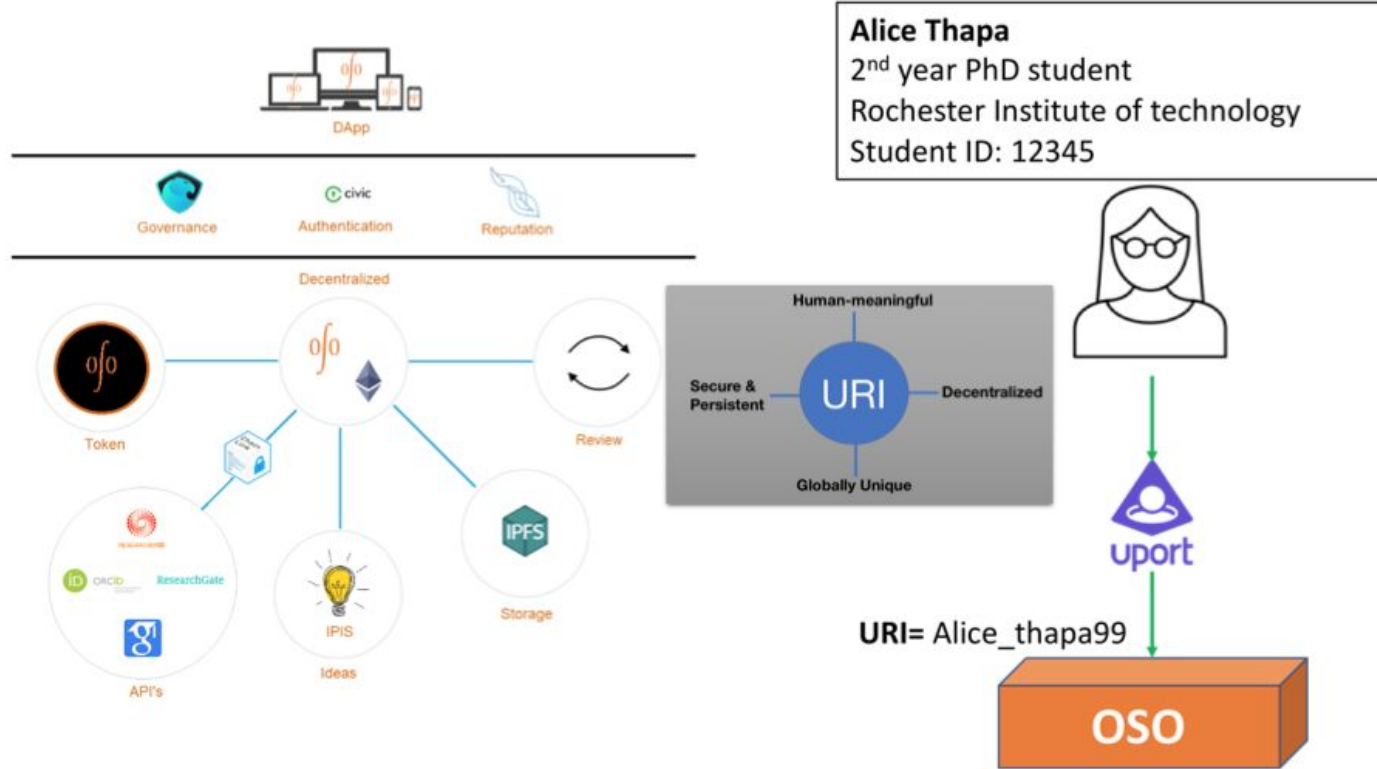 DApp
civic
Governance
Authentication
Reputation
Decentralized
Token
Review
IPFS
Storage
iD
ResearchGate
API's
IPIS
Ideas
Human-meaningful
Secure &
Persistent
URI
Decentralized
Globally Unique
Alice Thapa
2nd year PhD student
Rochester Institute of technology
Student ID: 12345
uport
URI= Alice_thapa99
OSO